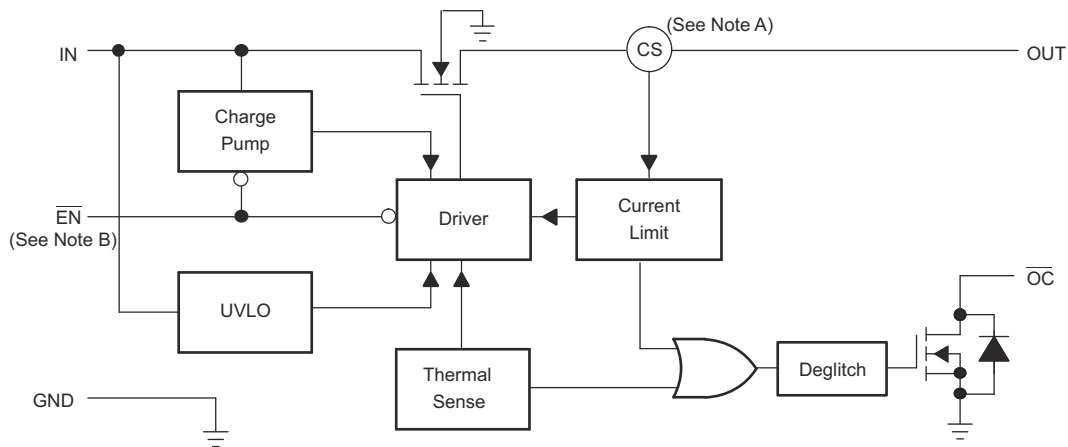 (See Note A)
IN
CS
OUT
Charge
Pump
EN
(See Note B)
Driver
Current
Limit
OC
UVLO
Thermal
Sense
Deglitch
GND